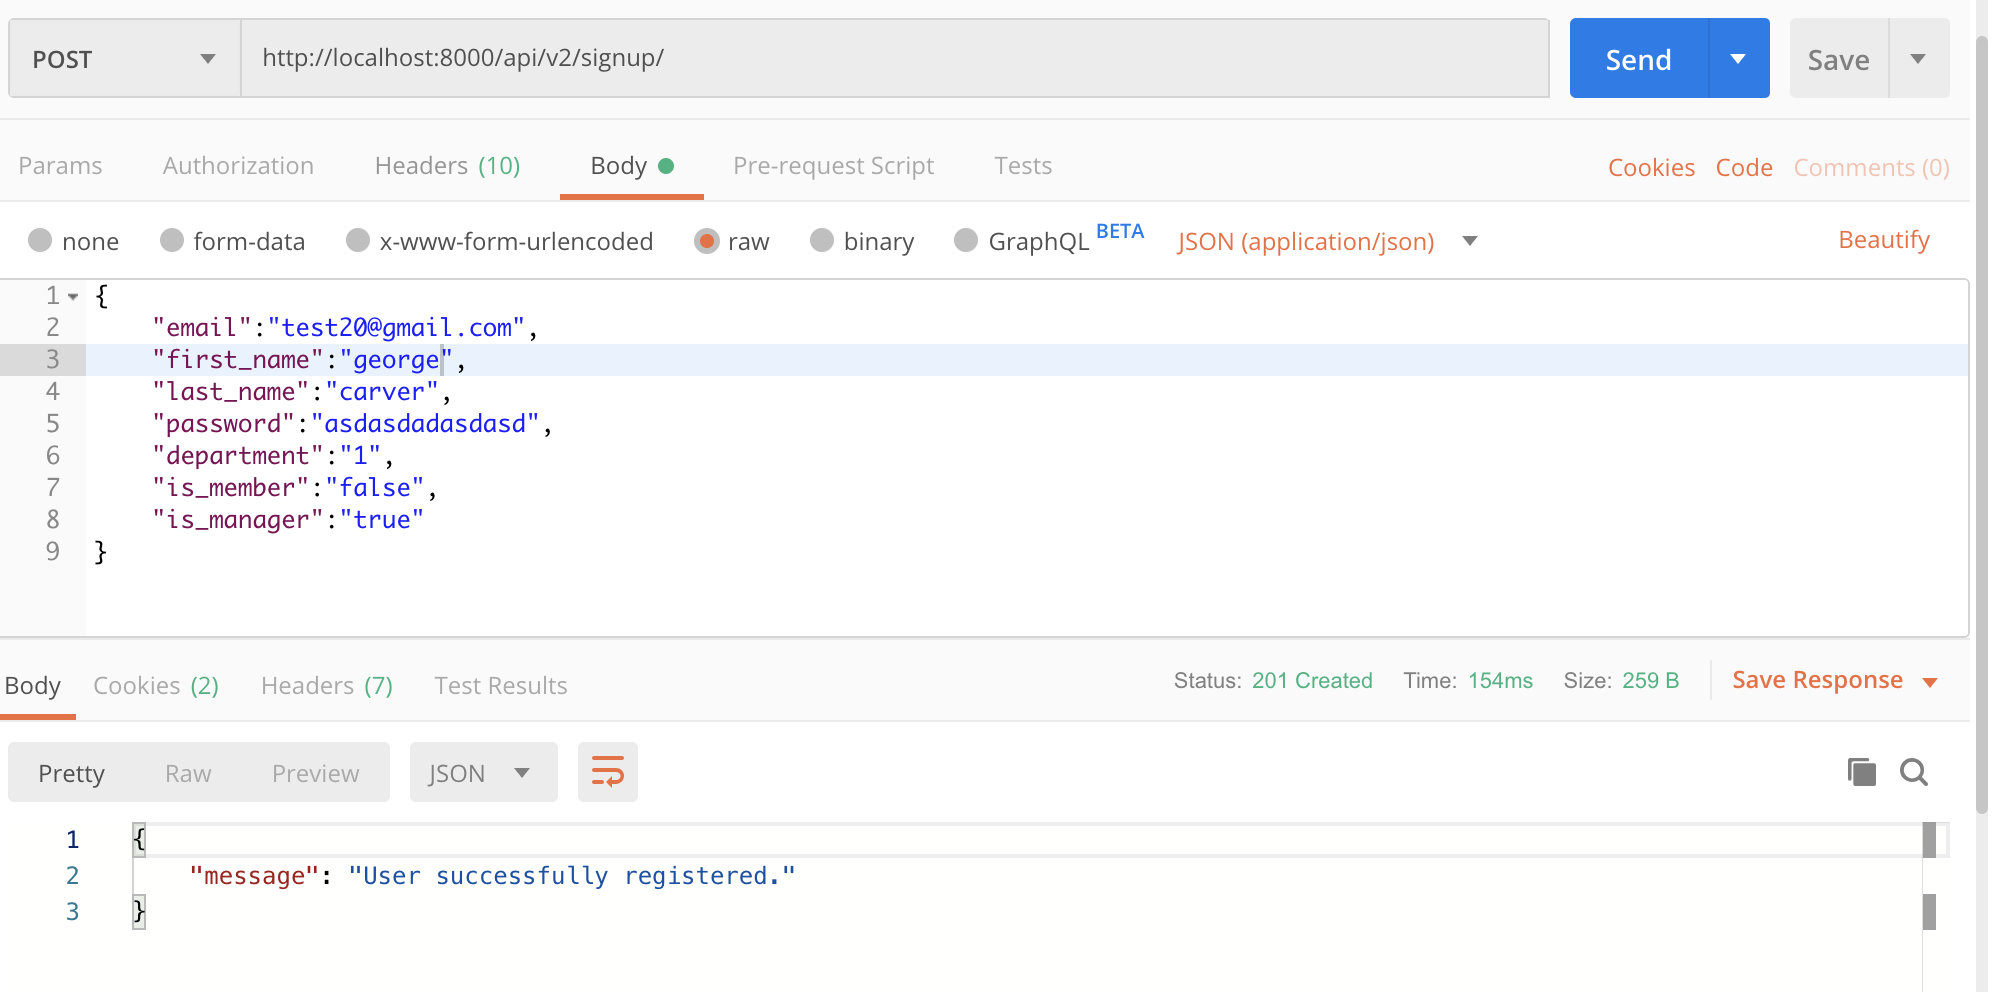 POST http://localhost:8000/api/v2/signup/ Send Save
Params Authorization Headers (10) Body Pre-request Script Tests Cookies Code Comments (0)
none form-data x-www-form-urlencoded raw binary GraphQL BETA JSON (application/json) Beautify
1 {
2 "email":"test20@gmail.com",
3 "first_name":"george",
4 "last_name":"carver",
5 "password":"asdasdadasdasd",
6 "department":"1",
7 "is_member":"false",
8 "is_manager":"true"
9 }
Body Cookies (2) Headers (7) Test Results Status: 201 Created Time: 154ms Size: 259 B Save Response
Pretty Raw Preview JSON
1 {
2 "message": "User successfully registered."
3 }